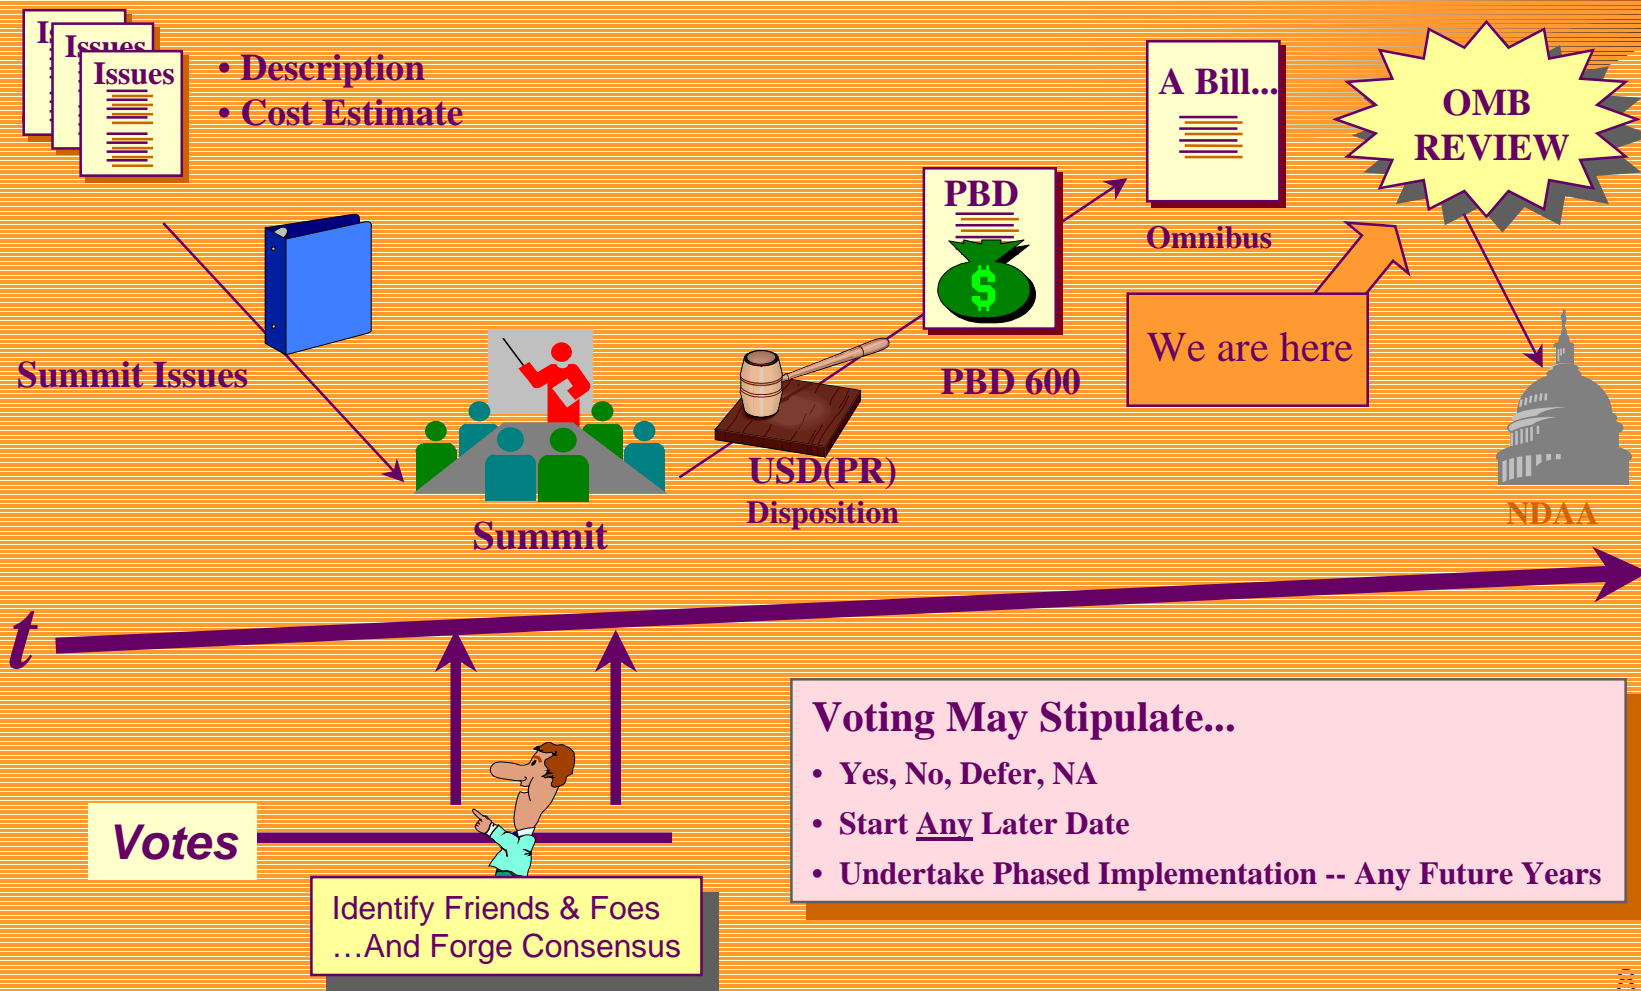 Issues
Issues
• Description
• Cost Estimate
A Bill...
OMB
REVIEW
PBD
$
Omnibus
We are here
Summit Issues
PBD 600
USD(PR)
Disposition
NDAA
Summit
t
Voting May Stipulate...
• Yes, No, Defer, NA
• Start Any Later Date
• Undertake Phased Implementation -- Any Future Years
Votes
Identify Friends & Foes
…And Forge Consensus